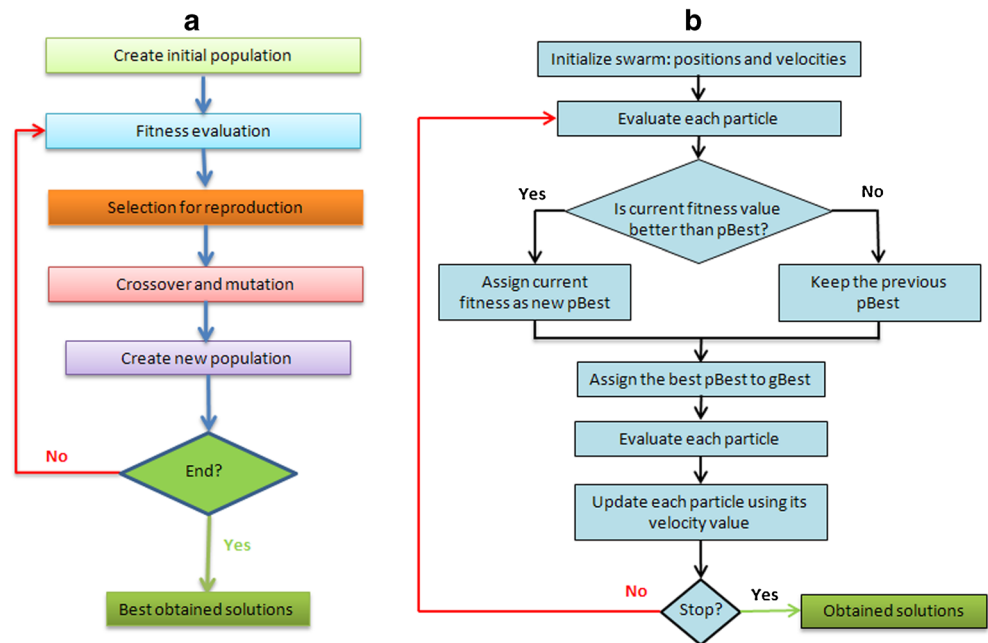 a
Create initial population
Fitness evaluation
Selection for reproduction
Crossover and mutation
Create new population
End?
No
Yes
Best obtained solutions
b
Initialize swarm: positions and velocities
Evaluate each particle
Is current fitness value
better than pBest?
Yes
No
Assign current
fitness as new pBest
Keep the previous
pBest
Assign the best pBest to gBest
Evaluate each particle
Update each particle using its
velocity value
Stop?
No
Yes
Obtained solutions